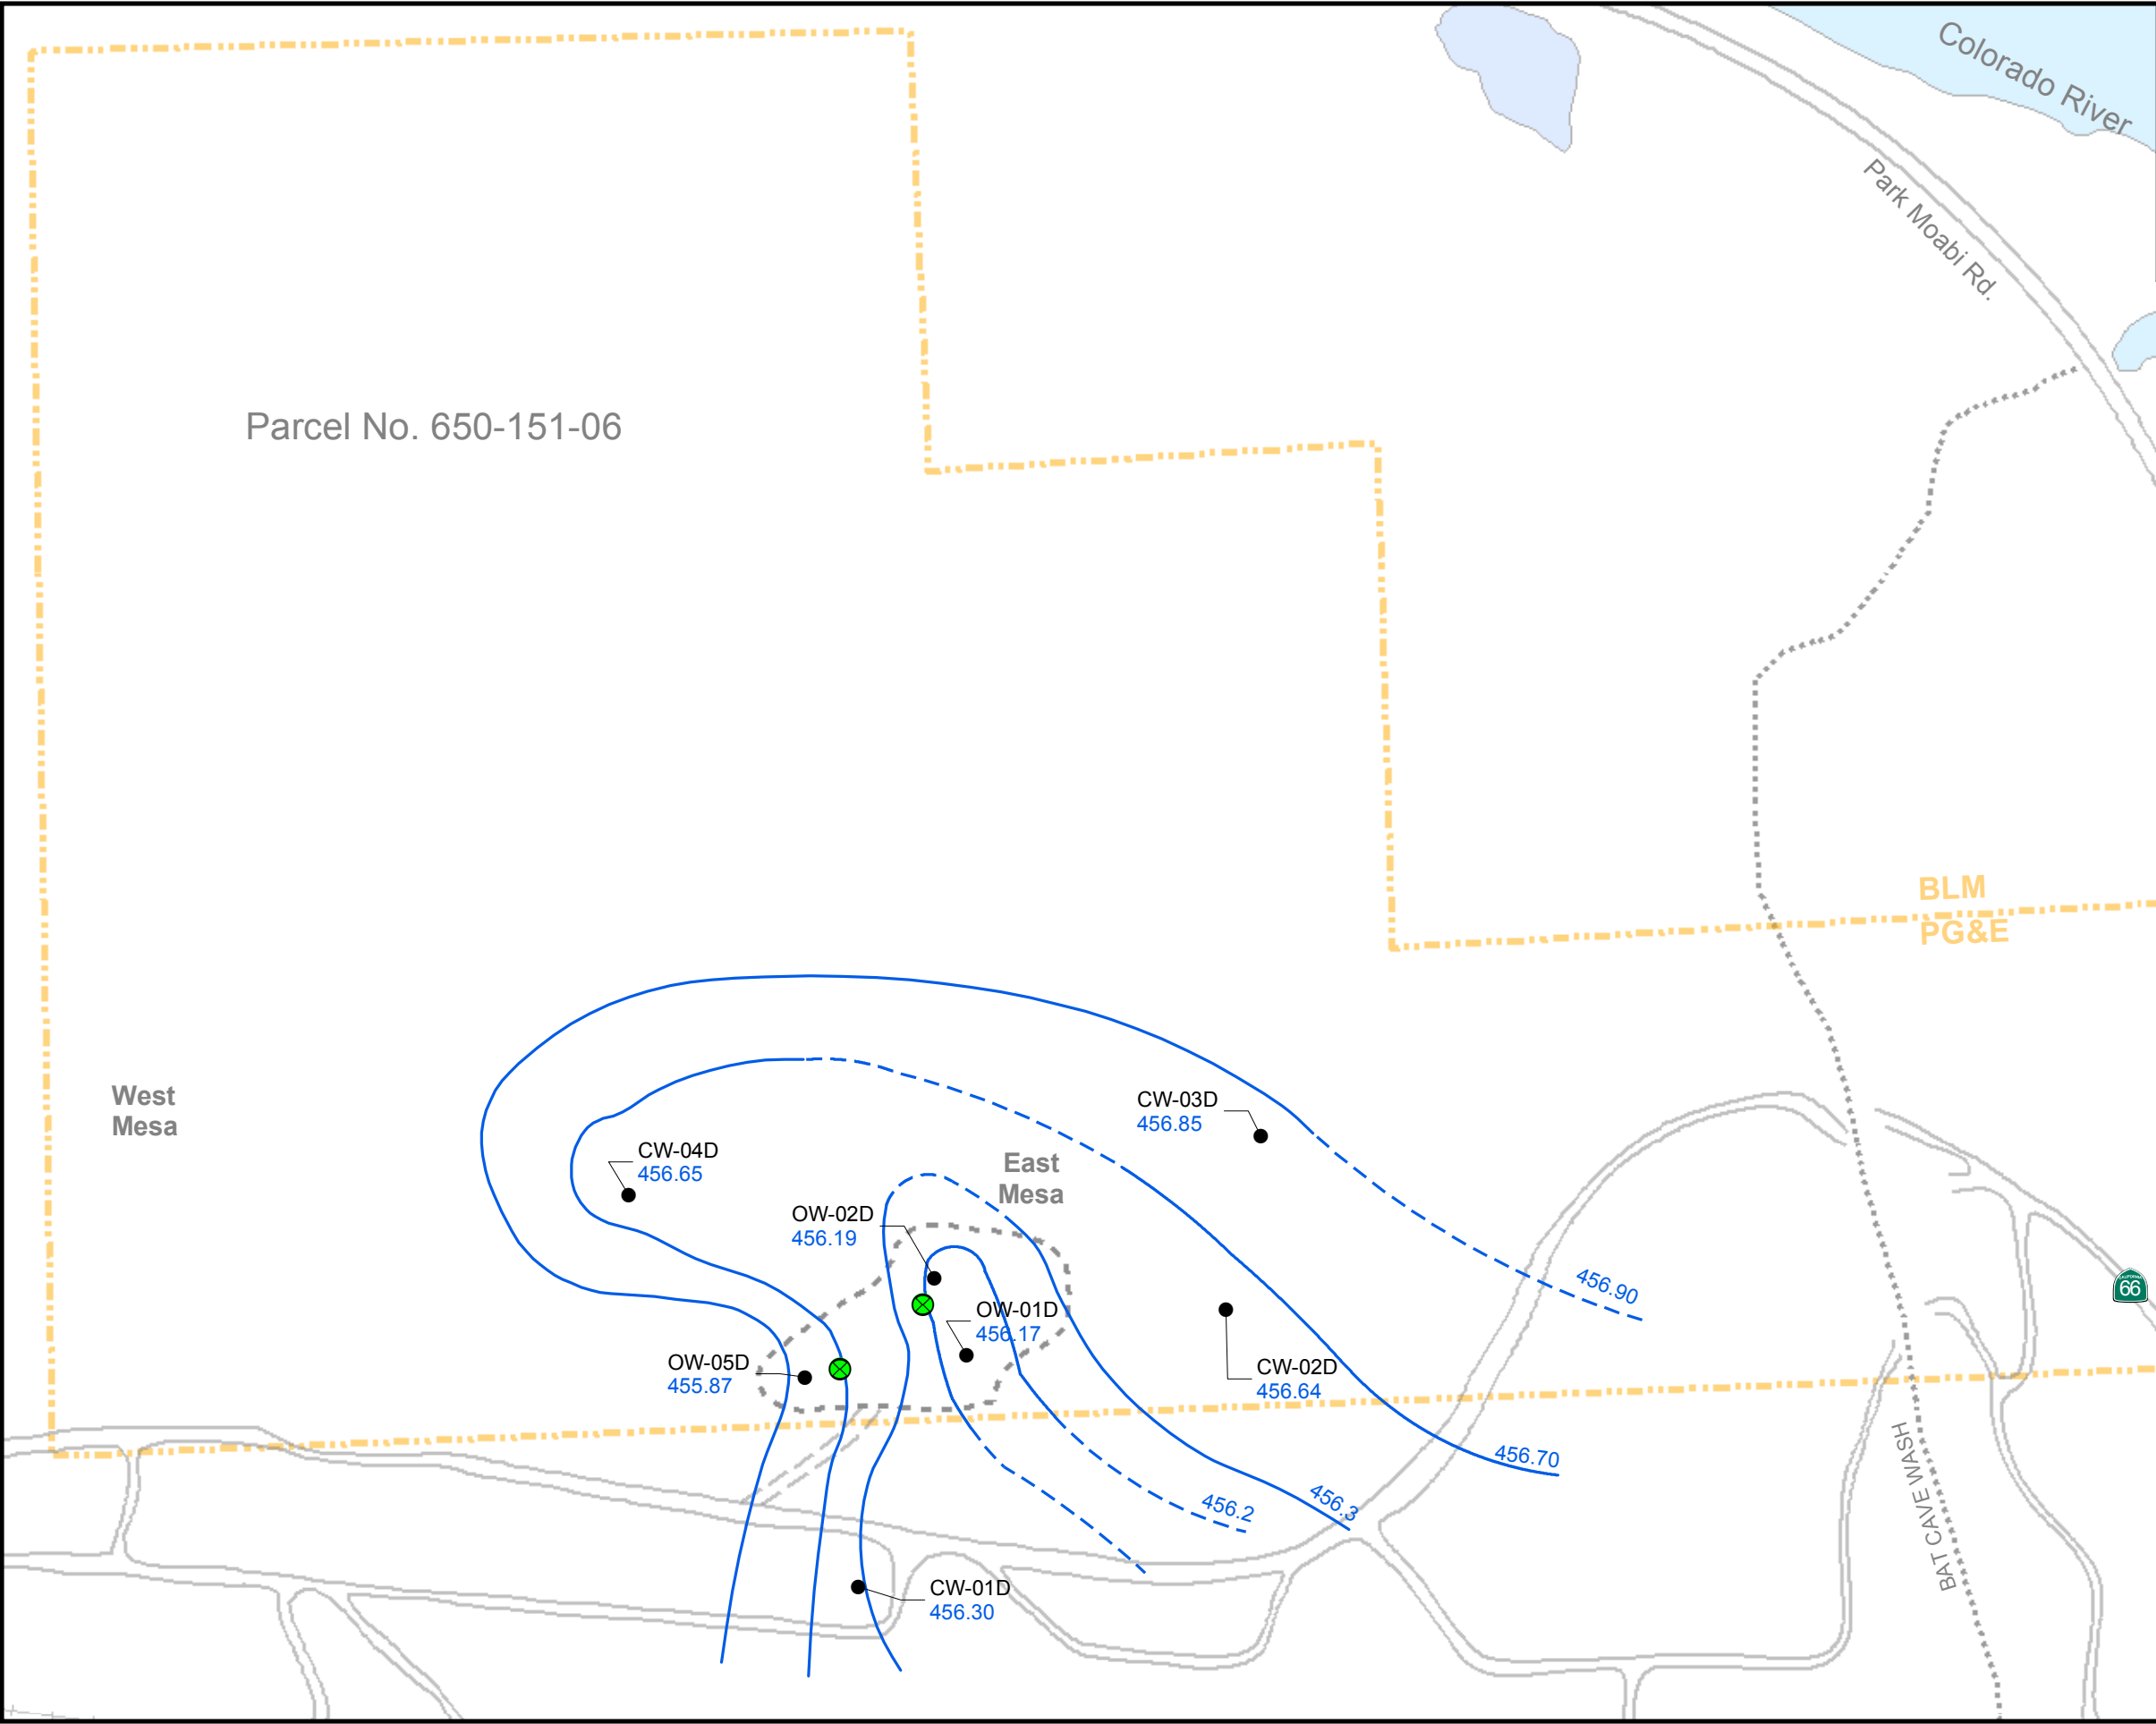 Colorado River
Park Moabi Rd.
Parcel No. 650-151-06
BLM
PG&E
West
Mesa
CW-03D
456.85
East
Mesa
CW-04D
456.65
OW-02D
456.19
OW-01D
456.17
456.90
CALIFORNIA
66
OW-05D
455.87
CW-02D
456.64
456.70
456.2
456.3
BAT CAVE WASH
CW-01D
456.30